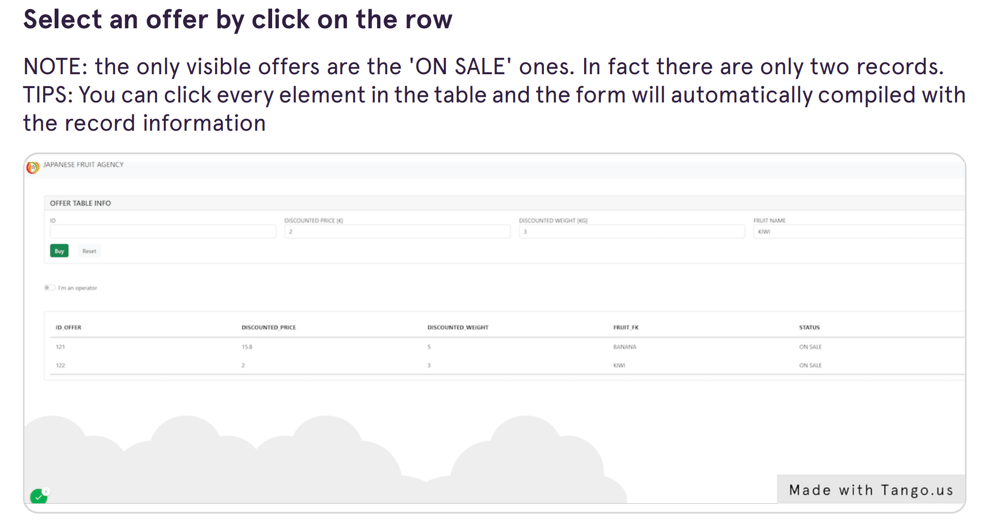 Select an offer by click on the row
NOTE: the only visible offers are the 'ON SALE' ones. In fact there are only two records.
TIPS: You can click every element in the table and the form will automatically compiled with
the record information
JAPANESE FRUIT AGENCY
OFFER TABLE INFO
ID DISCOUNTED PRICE [€] DISCOUNTED WEIGHT [KG] FRUIT NAME
2 3 KIWI
Buy Reset
I'm an operator
ID_OFFER DISCOUNTED_PRICE DISCOUNTED_WEIGHT FRUIT_FK STATUS
121 15.8 5 BANANA ON SALE
122 2 3 KIWI ON SALE
Made with Tango.us